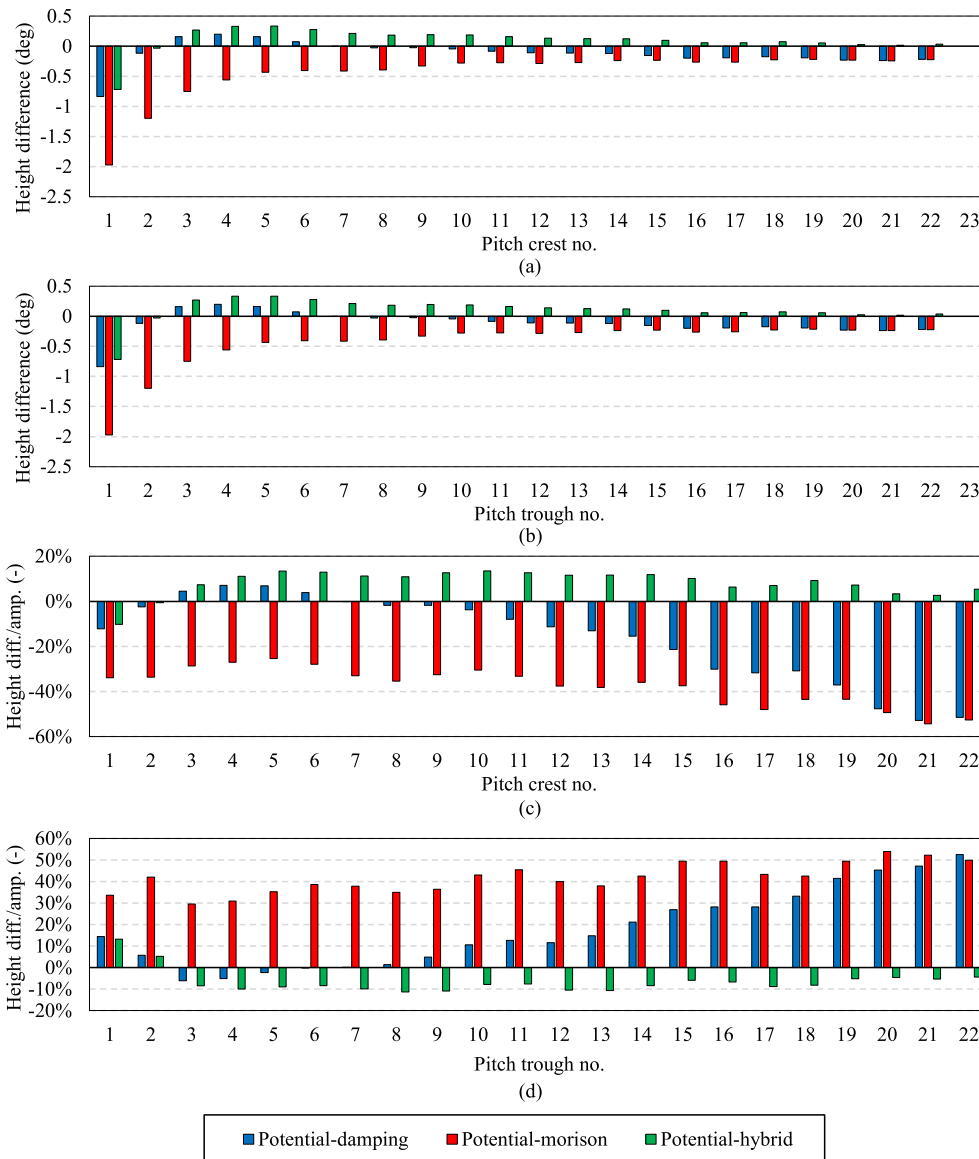 0.5
0
-0.5
-1
-1.5
-2
-2.5
Height difference (deg)
1 2 3 4 5 6 7 8 9 10 11 12 13 14 15 16 17 18 19 20 21 22 23
Pitch crest no.
(a)
0.5
0
-0.5
-1
-1.5
-2
-2.5
Height difference (deg)
1 2 3 4 5 6 7 8 9 10 11 12 13 14 15 16 17 18 19 20 21 22 23
Pitch trough no.
(b)
20%
0%
-20%
-40%
-60%
Height diff./amp. (-)
1 2 3 4 5 6 7 8 9 10 11 12 13 14 15 16 17 18 19 20 21 22
Pitch crest no.
(c)
60%
50%
40%
30%
20%
10%
0%
-10%
-20%
Height diff./amp. (-)
1 2 3 4 5 6 7 8 9 10 11 12 13 14 15 16 17 18 19 20 21 22
Pitch trough no.
(d)
Potential-damping Potential-morison Potential-hybrid